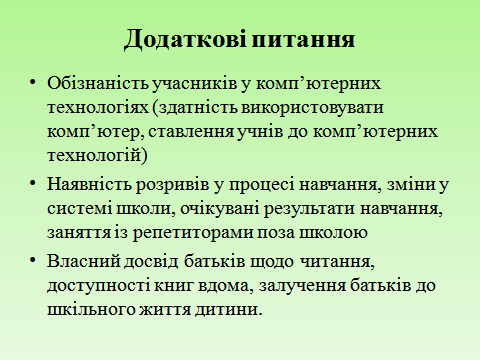 Додаткові питання
• Обізнаність учасників у комп’ютерних
технологіях (здатність використовувати
комп’ютер, ставлення учнів до комп’ютерних
технологій)
• Наявність розривів у процесі навчання, зміни у
системі школи, очікувані результати навчання,
заняття із репетиторами поза школою
• Власний досвід батьків щодо читання,
доступності книг вдома, залучення батьків до
шкільного життя дитини.